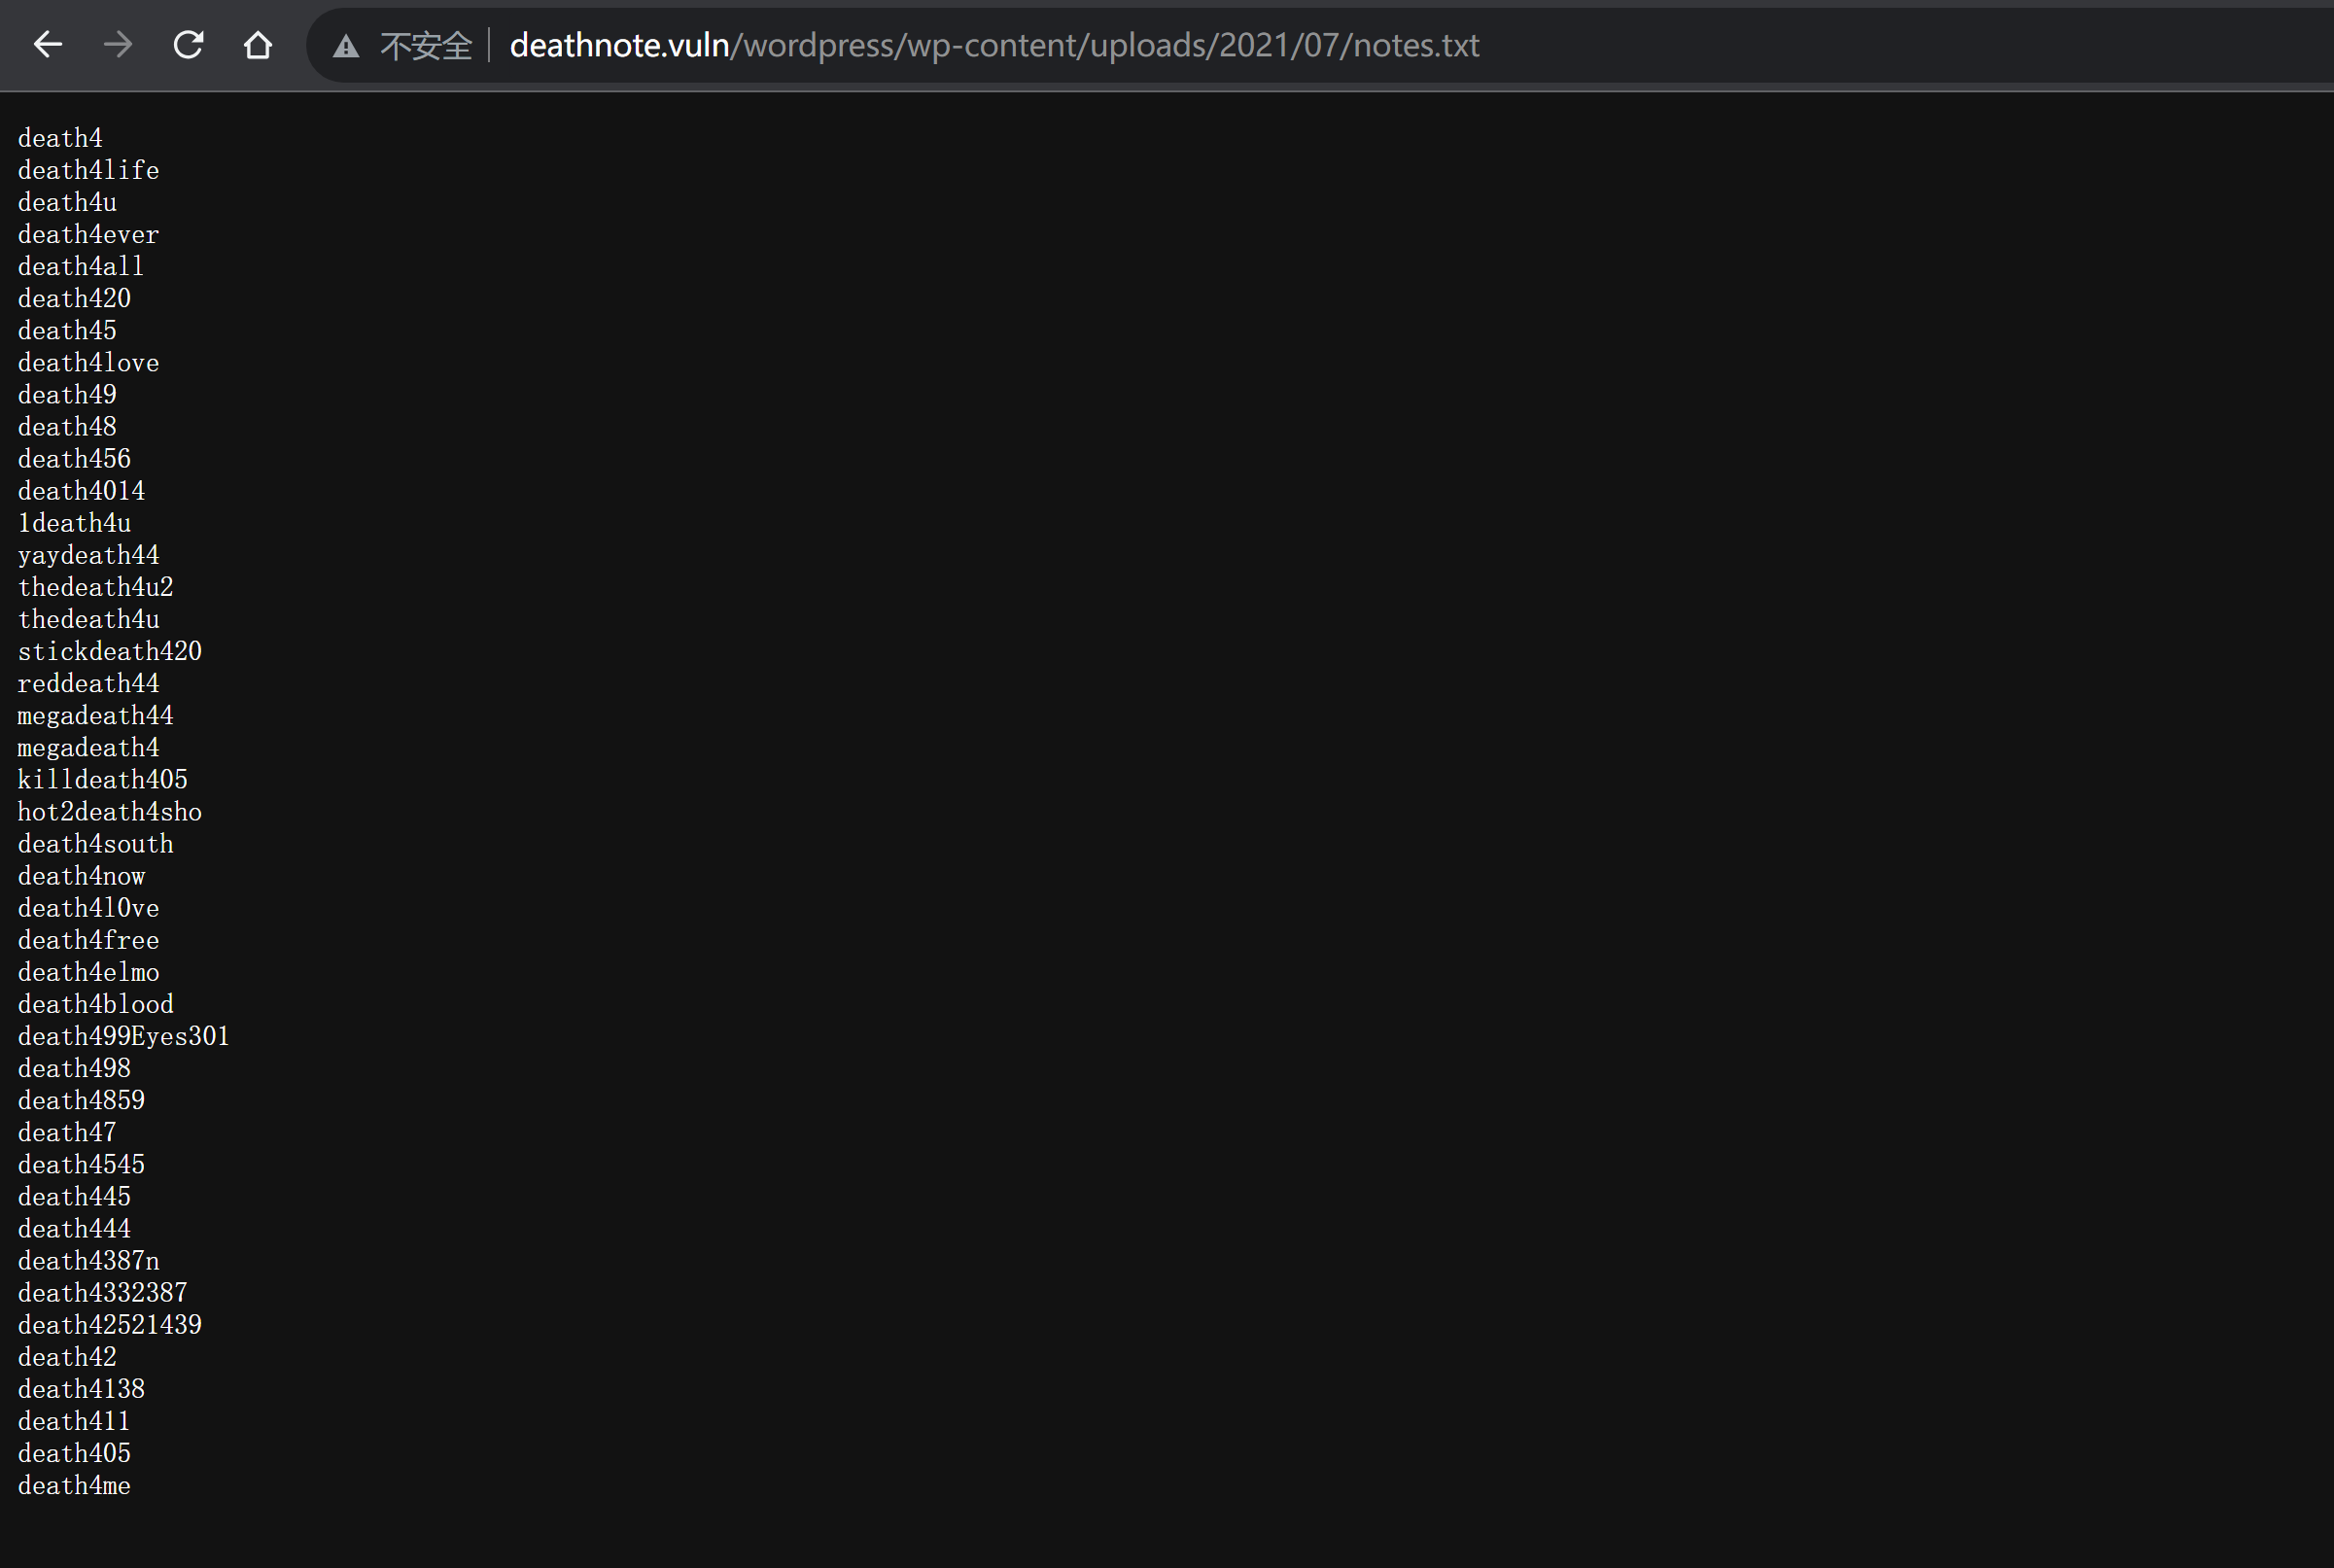 不安全 deathnote.vuln/wordpress/wp-content/uploads/2021/07/notes.txt
death4
death4life
death4u
death4ever
death4all
death420
death45
death4love
death49
death48
death456
death4014
1death4u
yaydeath44
thedeath4u2
thedeath4u
stickdeath420
reddeath44
megadeath44
megadeath4
killdeath405
hot2death4sho
death4south
death4now
death4l0ve
death4free
death4elmo
death4blood
death499Eyes301
death498
death4859
death47
death4545
death445
death444
death4387n
death4332387
death42521439
death42
death4138
death411
death405
death4me